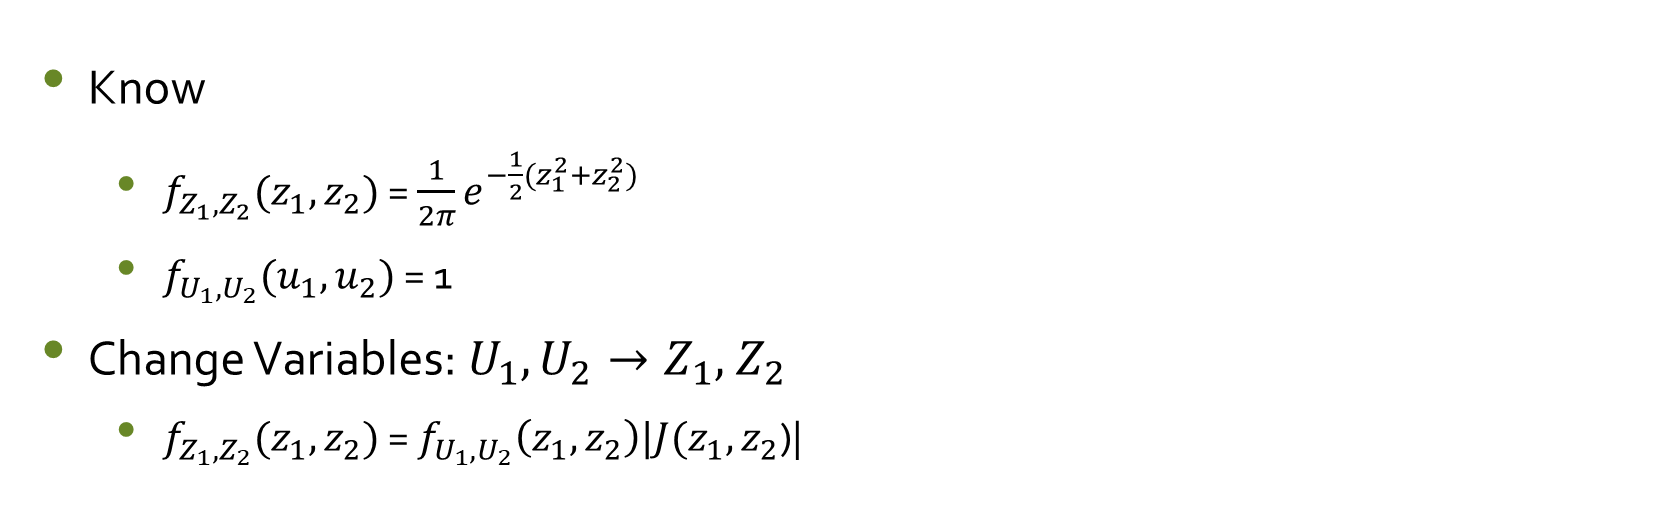 • Know
• f_{Z_1,Z_2}(z_1, z_2) = \frac{1}{2π} e^{-\frac{1}{2}(z_1^2+z_2^2)}
• f_{U_1,U_2}(u_1, u_2) = 1
• Change Variables: U_1, U_2 → Z_1, Z_2
• f_{Z_1,Z_2}(z_1, z_2) = f_{U_1,U_2}(z_1, z_2)|J(z_1, z_2)|